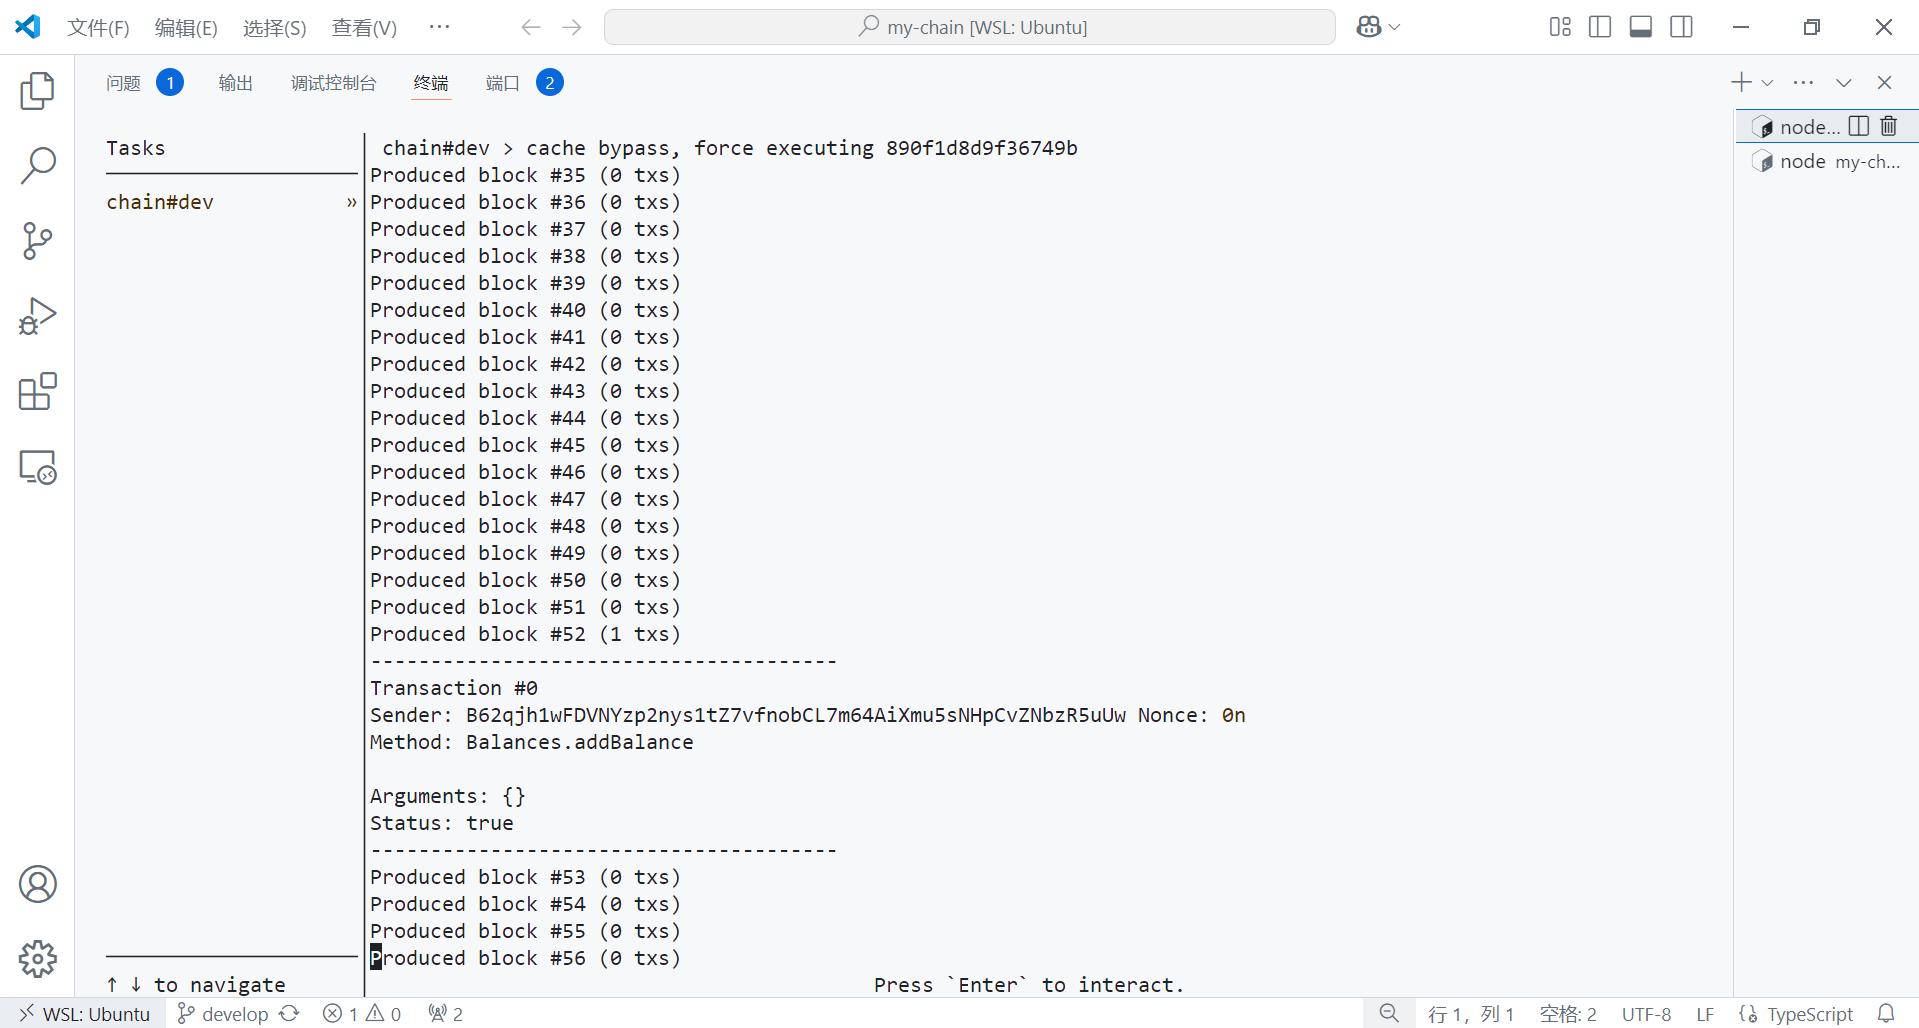 文件(F) 编辑(E) 选择(S) 查看(V) ··· my-chain [WSL: Ubuntu]
问题 1 输出 调试控制台 终端 端口 2
Tasks
chain#dev »
chain#dev > cache bypass, force executing 890f1d8d9f36749b
Produced block #35 (0 txs)
Produced block #36 (0 txs)
Produced block #37 (0 txs)
Produced block #38 (0 txs)
Produced block #39 (0 txs)
Produced block #40 (0 txs)
Produced block #41 (0 txs)
Produced block #42 (0 txs)
Produced block #43 (0 txs)
Produced block #44 (0 txs)
Produced block #45 (0 txs)
Produced block #46 (0 txs)
Produced block #47 (0 txs)
Produced block #48 (0 txs)
Produced block #49 (0 txs)
Produced block #50 (0 txs)
Produced block #51 (0 txs)
Produced block #52 (1 txs)
---------------------------------------
Transaction #0
Sender: B62qjh1wFDVNYzp2nys1tZ7vfnobCL7m64AiXmu5sNHpCvZNbzR5uUw Nonce: 0n
Method: Balances.addBalance
Arguments: {}
Status: true
---------------------------------------
Produced block #53 (0 txs)
Produced block #54 (0 txs)
Produced block #55 (0 txs)
Produced block #56 (0 txs)
↑ ↓ to navigate
Press `Enter` to interact.
node...
node my-ch...
WSL: Ubuntu develop 1 0 2 行 1，列 1 空格: 2 UTF-8 LF TypeScript